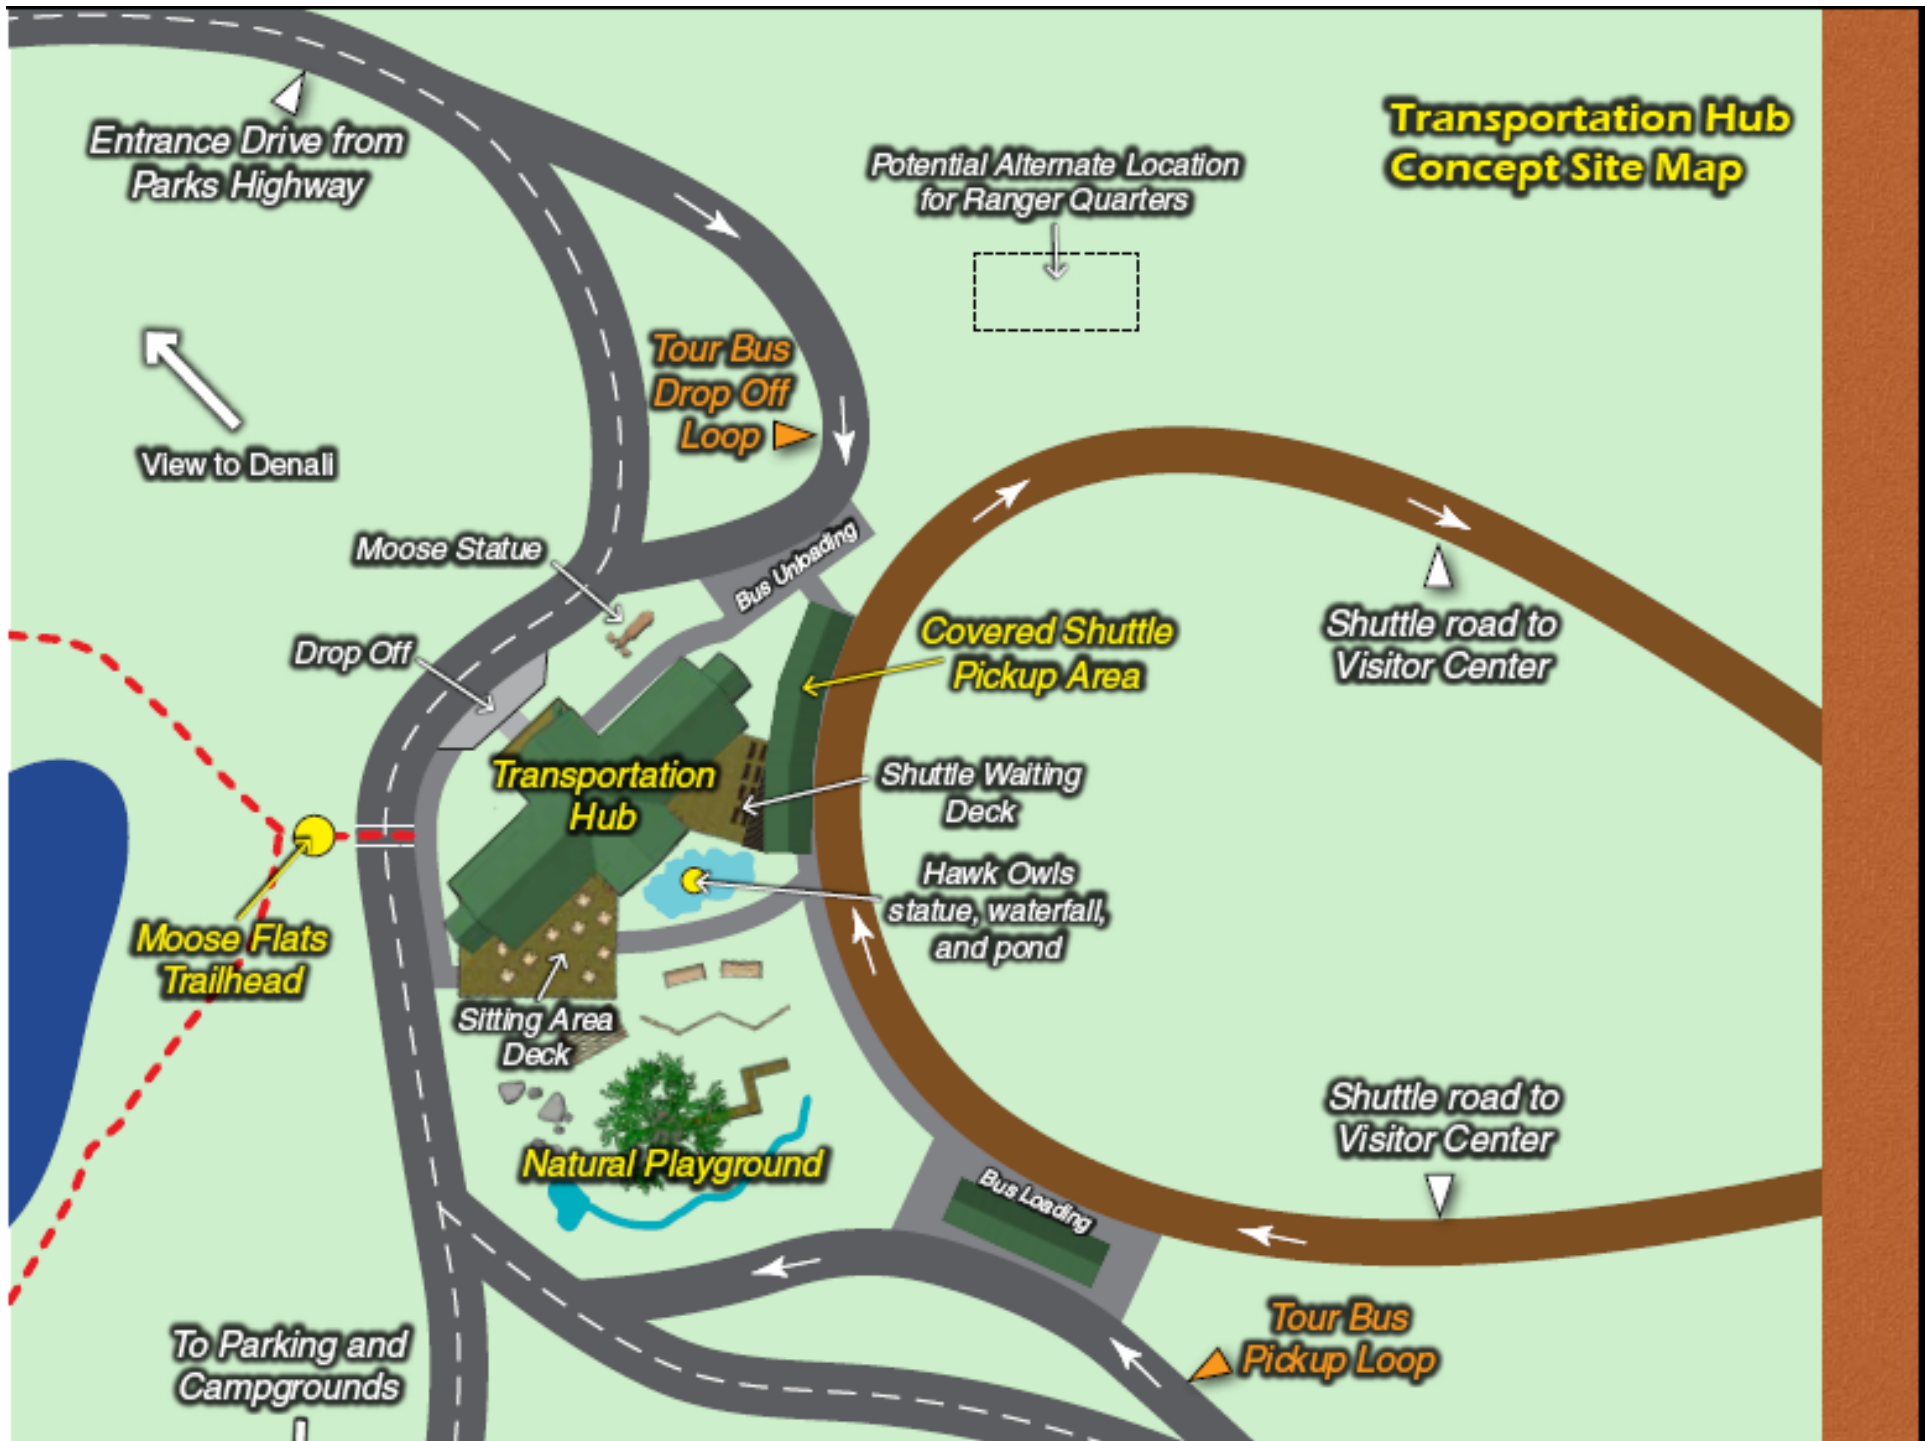 Transportation Hub
Concept Site Map
Entrance Drive from
Parks Highway
Potential Alternate Location
for Ranger Quarters
View to Denali
Tour Bus
Drop Off
Loop
Moose Statue
Bus Unloading
Drop Off
Covered Shuttle
Pickup Area
Shuttle road to
Visitor Center
Transportation
Hub
Shuttle Waiting
Deck
Hawk Owls
statue, waterfall,
and pond
Moose Flats
Trailhead
Sitting Area
Deck
Natural Playground
Bus Loading
Shuttle road to
Visitor Center
Tour Bus
Pickup Loop
To Parking and
Campgrounds